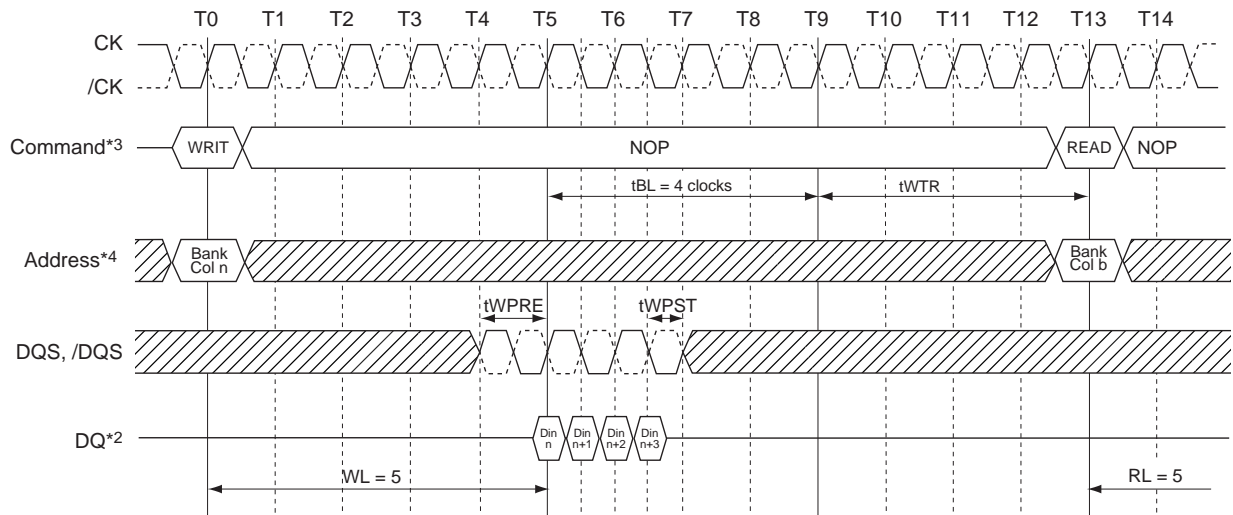 T0 T1 T2 T3 T4 T5 T6 T7 T8 T9 T10 T11 T12 T13 T14
CK
/CK
Command*3 WRIT NOP READ NOP
tBL = 4 clocks tWTR
Address*4 Bank Col n Bank Col b
tWPRE tWPST
DQS, /DQS
DQ*2 Din n Din n+1 Din n+2 Din n+3
WL = 5 RL = 5